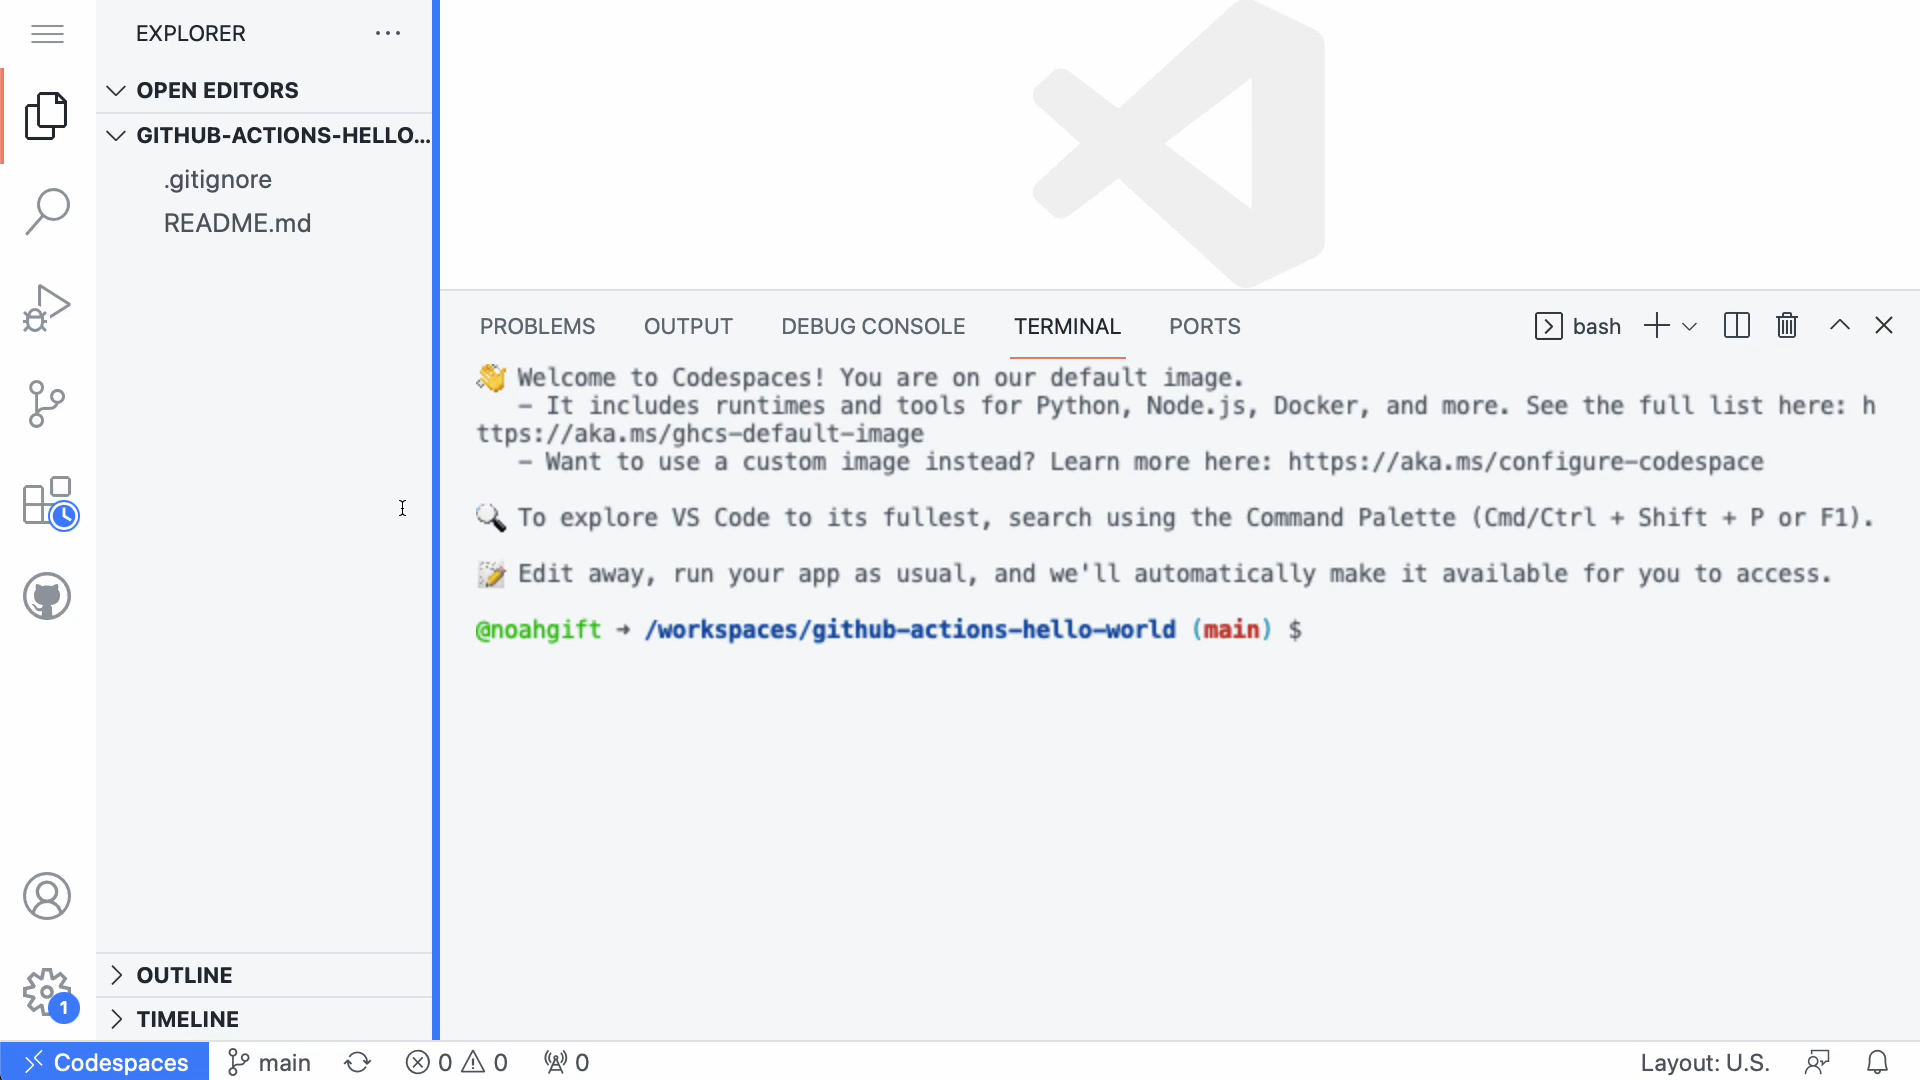 EXPLORER
OPEN EDITORS
GITHUB-ACTIONS-HELLO...
.gitignore
README.md
OUTLINE
TIMELINE
PROBLEMS OUTPUT DEBUG CONSOLE TERMINAL PORTS bash
👋 Welcome to Codespaces! You are on our default image.
– It includes runtimes and tools for Python, Node.js, Docker, and more. See the full list here: h
ttps://aka.ms/ghcs-default-image
– Want to use a custom image instead? Learn more here: https://aka.ms/configure-codespace
🔍 To explore VS Code to its fullest, search using the Command Palette (Cmd/Ctrl + Shift + P or F1).
📝 Edit away, run your app as usual, and we'll automatically make it available for you to access.
@noahgift ➜ /workspaces/github-actions-hello-world (main) $
1
Codespaces main 0 0 0 Layout: U.S.